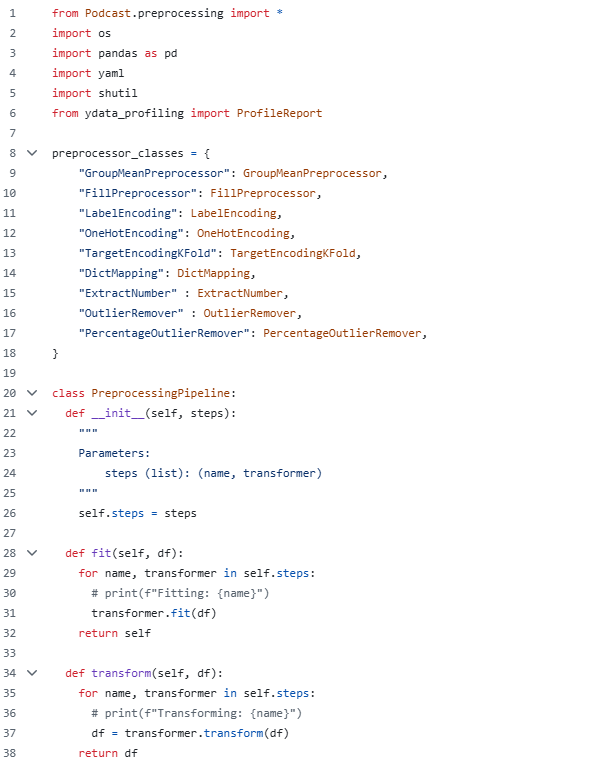 1 from Podcast.preprocessing import *
2 import os
3 import pandas as pd
4 import yaml
5 import shutil
6 from ydata_profiling import ProfileReport
7
8 preprocessor_classes = {
9 "GroupMeanPreprocessor": GroupMeanPreprocessor,
10 "FillPreprocessor": FillPreprocessor,
11 "LabelEncoding": LabelEncoding,
12 "OneHotEncoding": OneHotEncoding,
13 "TargetEncodingKFold": TargetEncodingKFold,
14 "DictMapping": DictMapping,
15 "ExtractNumber" : ExtractNumber,
16 "OutlierRemover" : OutlierRemover,
17 "PercentageOutlierRemover": PercentageOutlierRemover,
18 }
19
20 class PreprocessingPipeline:
21 def __init__(self, steps):
22 """
23 Parameters:
24 steps (list): (name, transformer)
25 """
26 self.steps = steps
27
28 def fit(self, df):
29 for name, transformer in self.steps:
30 # print(f"Fitting: {name}")
31 transformer.fit(df)
32 return self
33
34 def transform(self, df):
35 for name, transformer in self.steps:
36 # print(f"Transforming: {name}")
37 df = transformer.transform(df)
38 return df